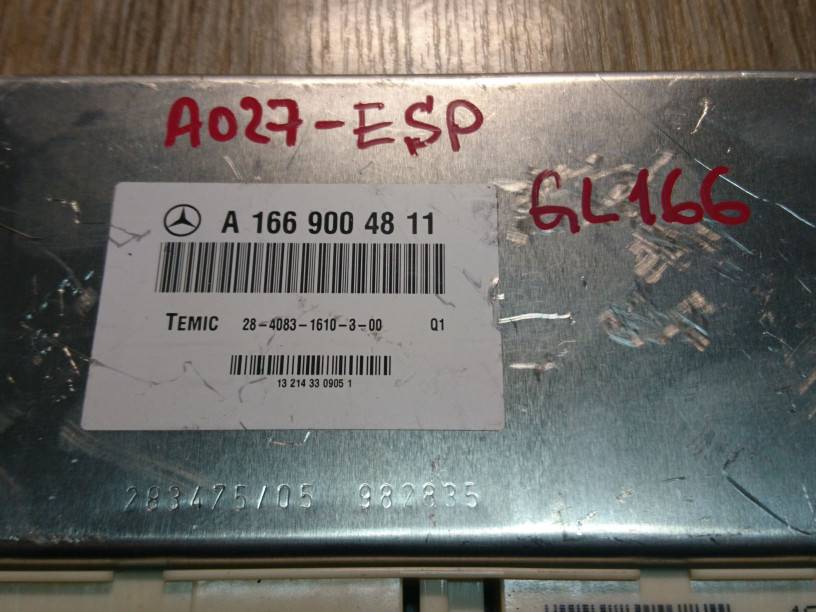 A027-ESP
GL166
A 166 900 48 11
TEMIC 28-4083-1610-3-00 Q1
13 214 33 0905 1
283475/05 982835